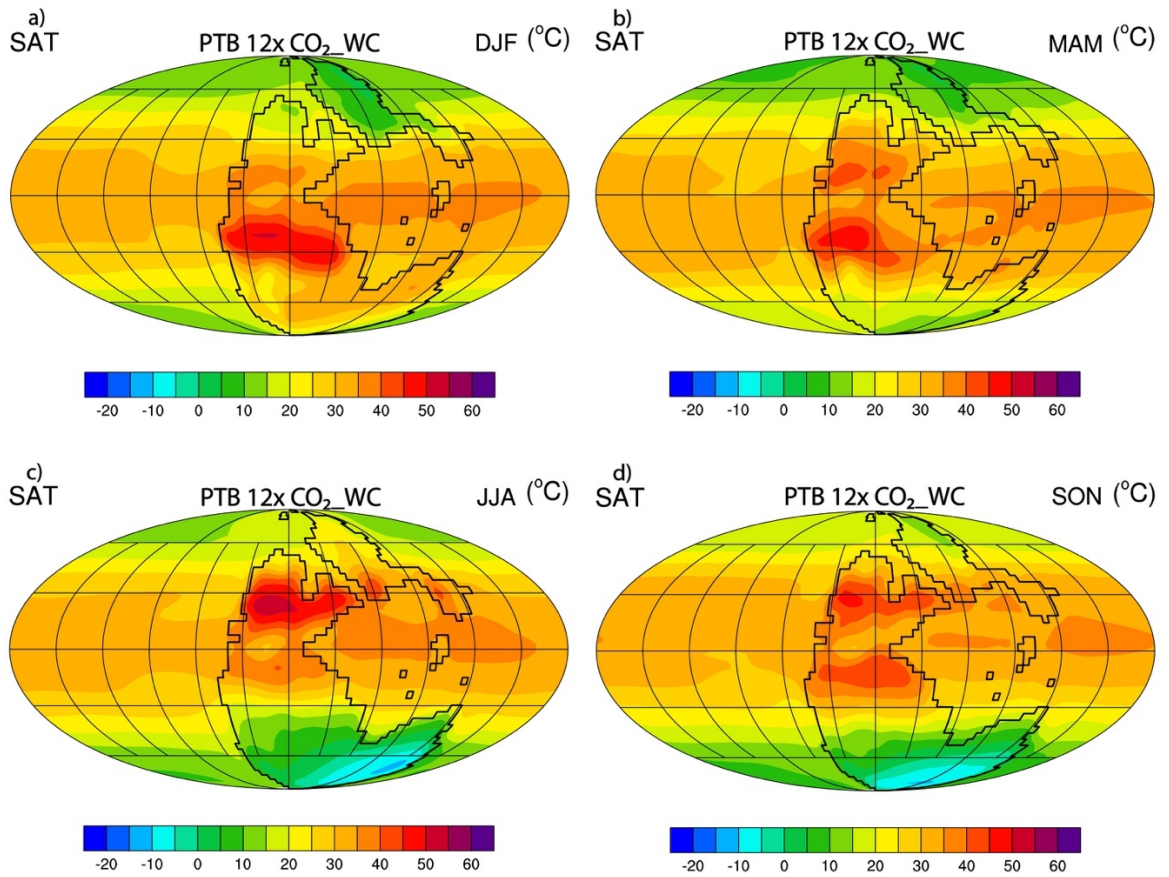 a)
SAT PTB 12x CO₂_WC DJF (°C)
-20 -10 0 10 20 30 40 50 60
b)
SAT PTB 12x CO₂_WC MAM (°C)
-20 -10 0 10 20 30 40 50 60
c)
SAT PTB 12x CO₂_WC JJA (°C)
-20 -10 0 10 20 30 40 50 60
d)
SAT PTB 12x CO₂_WC SON (°C)
-20 -10 0 10 20 30 40 50 60